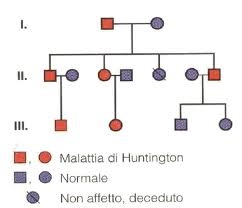 I.
II.
III.
, Malattia di Huntington
, Normale
Non affetto, deceduto